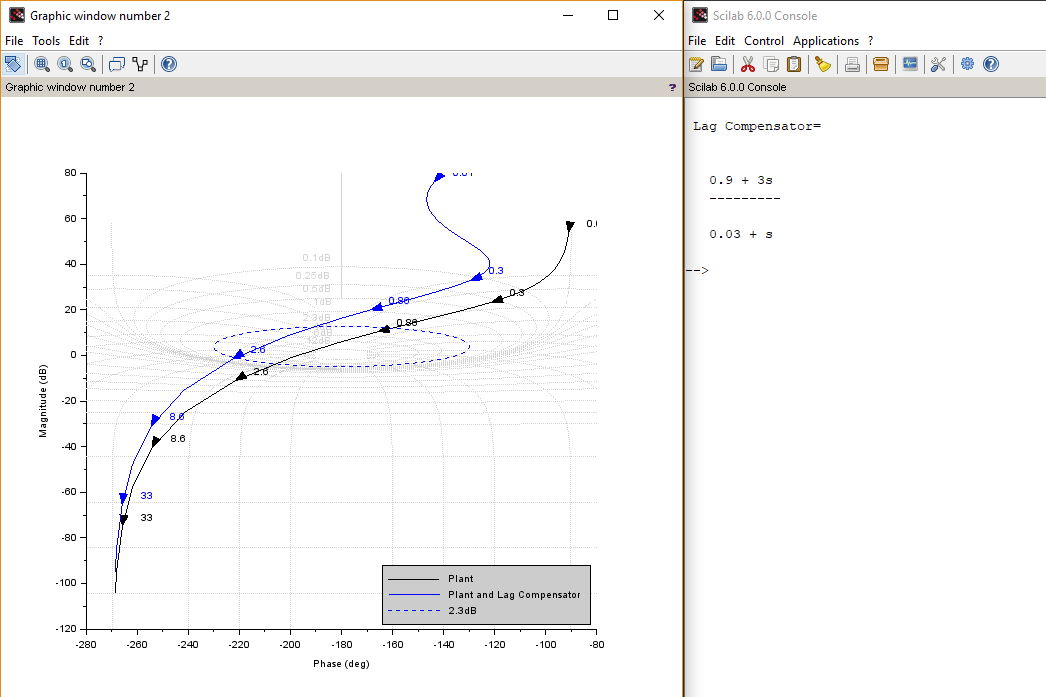 Graphic window number 2
File Tools Edit ?
Graphic window number 2 ?
80
60
40
20
0
-20
-40
-60
-80
-100
-120
-280
-260
-240
-220
-200
-180
-160
-140
-120
-100
-80
Magnitude (dB)
Phase (deg)
0.1dB
0.25dB
0.5dB
1dB
2.3dB
0.01
0.3
0.86
2.6
8.6
33
0.3
0.86
2.6
8.6
33
Plant
Plant and Lag Compensator
2.3dB
Scilab 6.0.0 Console
File Edit Control Applications ?
Scilab 6.0.0 Console
Lag Compensator=
0.9 + 3s
---------
0.03 + s
-->